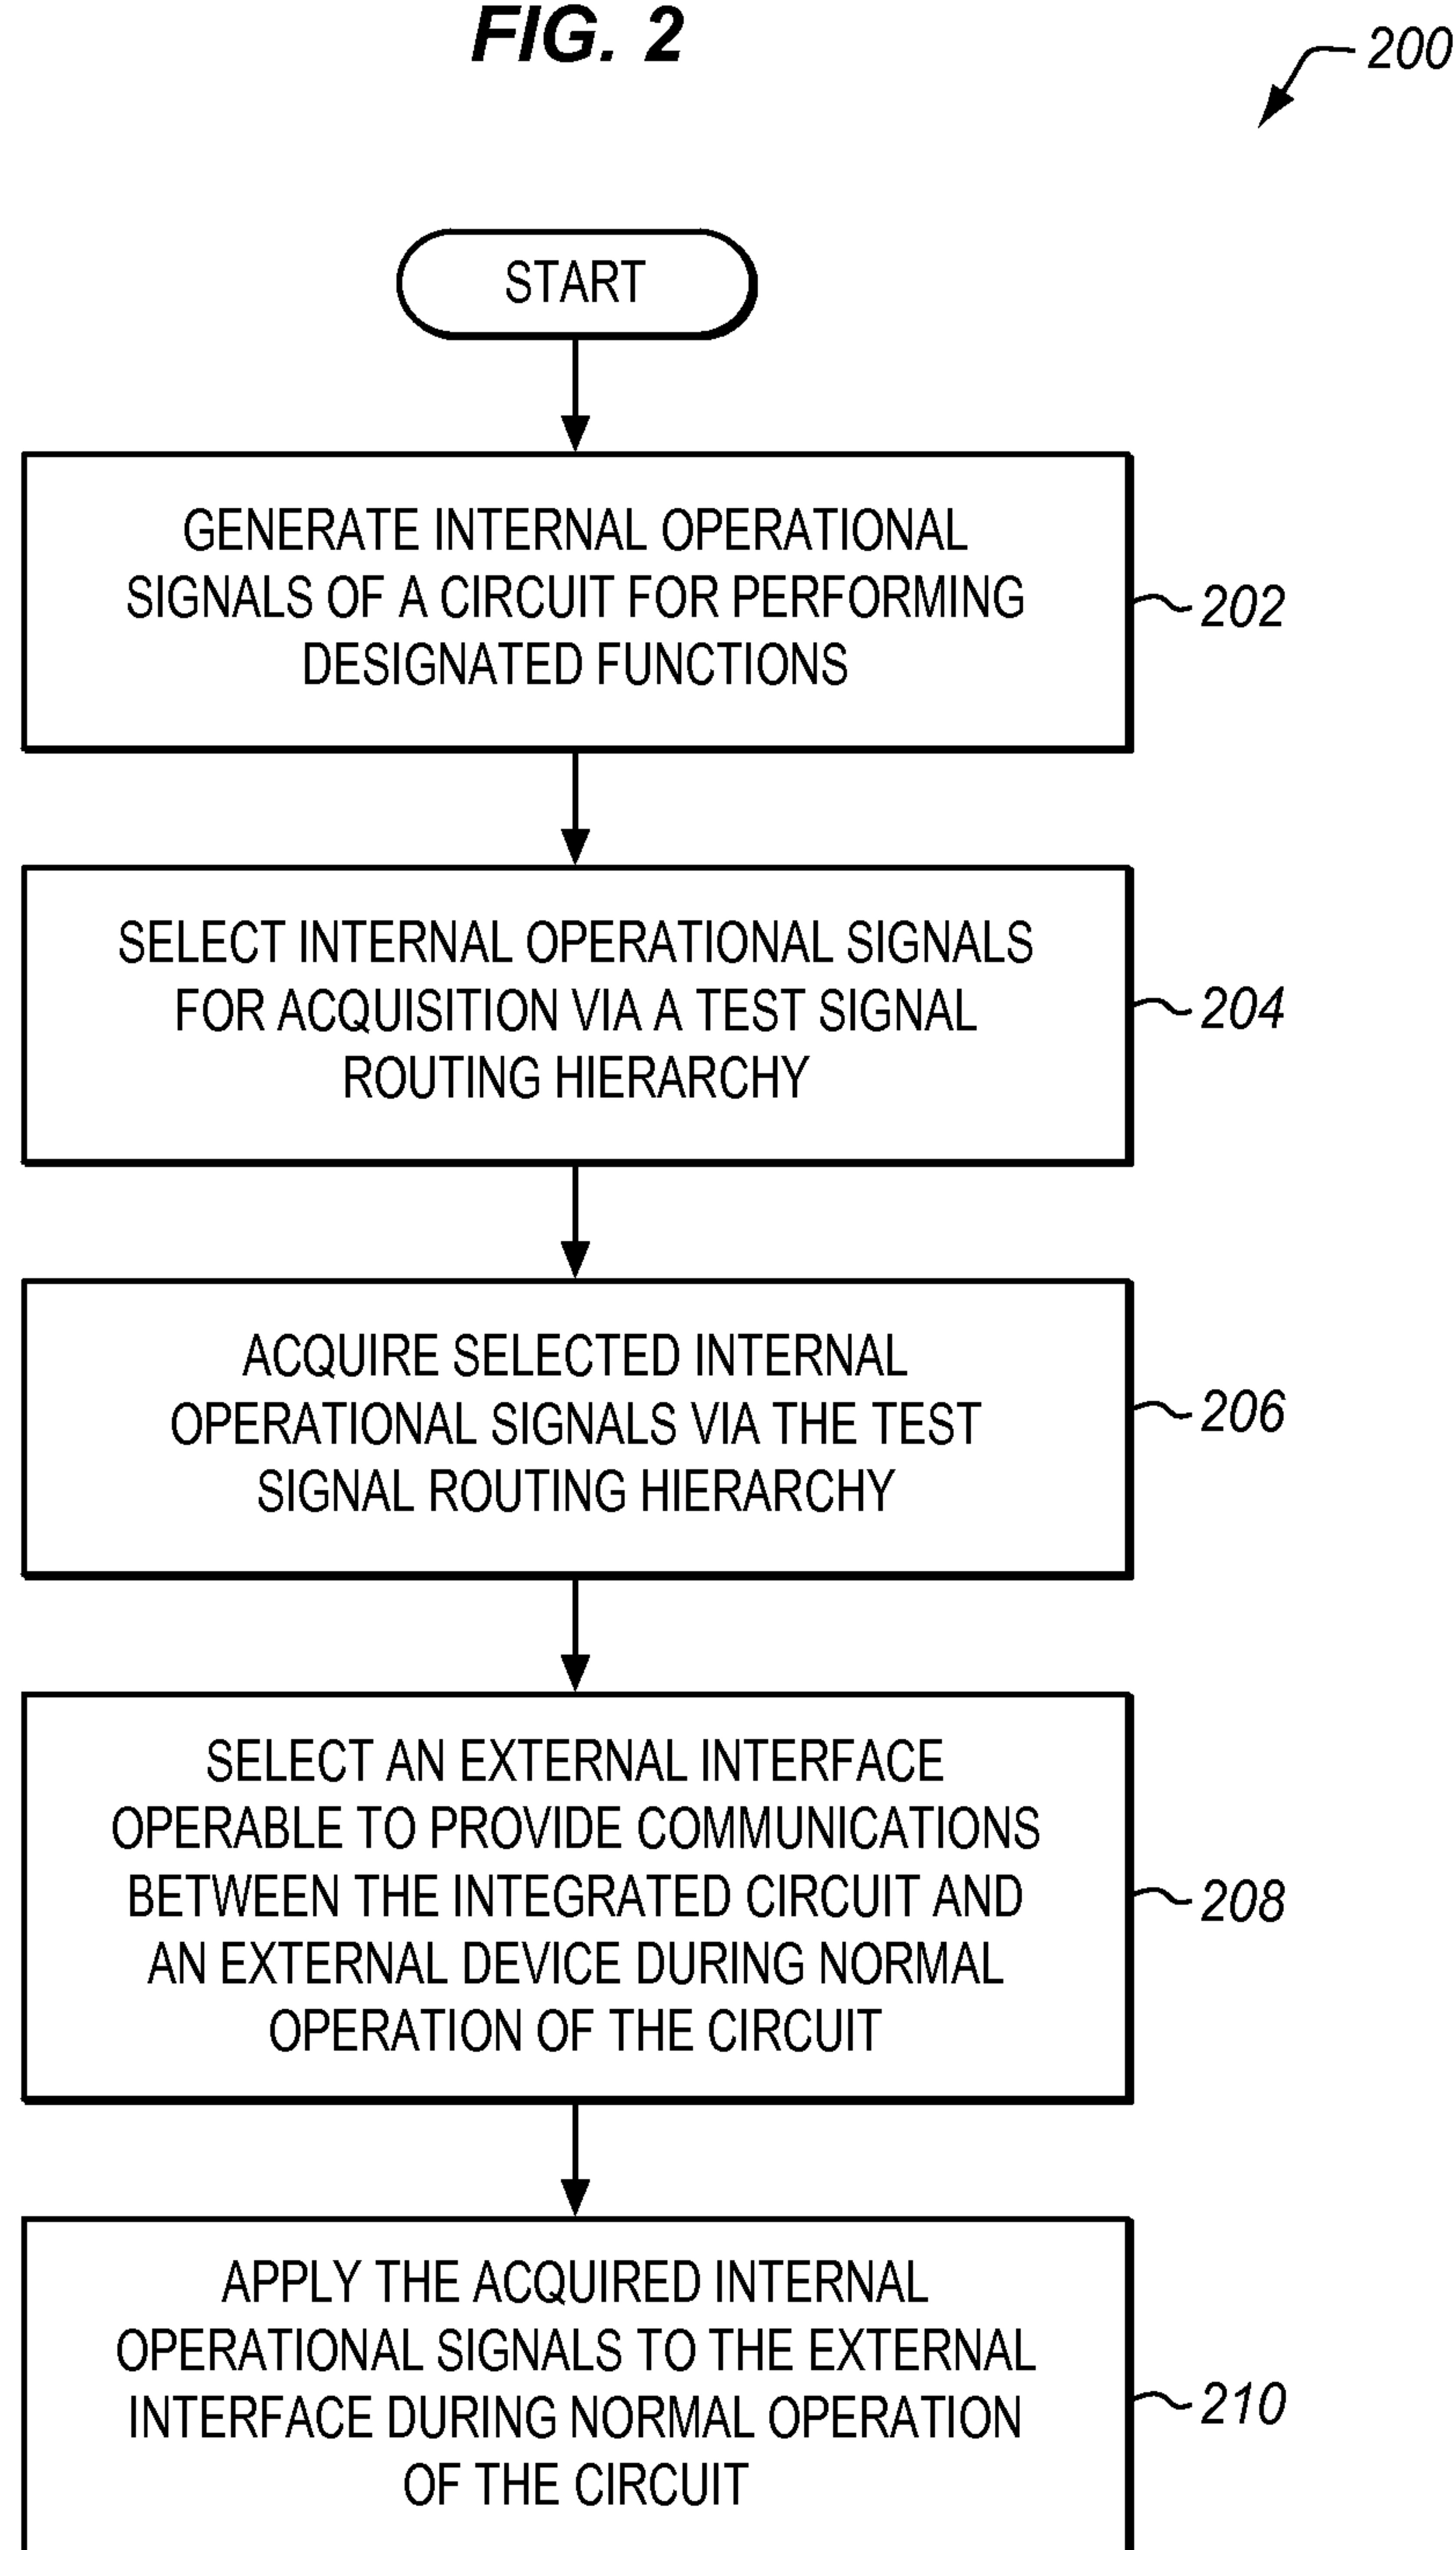 FIG. 2
200
START
GENERATE INTERNAL OPERATIONAL
SIGNALS OF A CIRCUIT FOR PERFORMING
DESIGNATED FUNCTIONS
202
SELECT INTERNAL OPERATIONAL SIGNALS
FOR ACQUISITION VIA A TEST SIGNAL
ROUTING HIERARCHY
204
ACQUIRE SELECTED INTERNAL
OPERATIONAL SIGNALS VIA THE TEST
SIGNAL ROUTING HIERARCHY
206
SELECT AN EXTERNAL INTERFACE
OPERABLE TO PROVIDE COMMUNICATIONS
BETWEEN THE INTEGRATED CIRCUIT AND
AN EXTERNAL DEVICE DURING NORMAL
OPERATION OF THE CIRCUIT
208
APPLY THE ACQUIRED INTERNAL
OPERATIONAL SIGNALS TO THE EXTERNAL
INTERFACE DURING NORMAL OPERATION
OF THE CIRCUIT
210